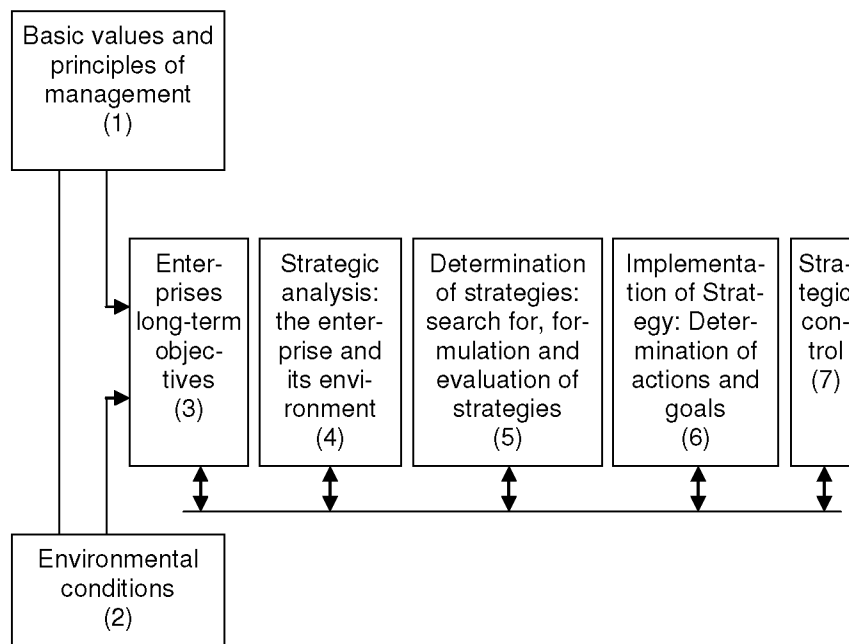 Basic values and
principles of
management
(1)
Enter-
prises
long-term
objec-
tives
(3)
Strategic
analysis:
the enter-
prise and
its envi-
ronment
(4)
Determination
of strategies:
search for, for-
mulation and
evaluation of
strategies
(5)
Implementa-
tion of Strat-
egy: Deter-
mination of
actions and
goals
(6)
Stra-
tegic
con-
trol
(7)
Environmental
conditions
(2)